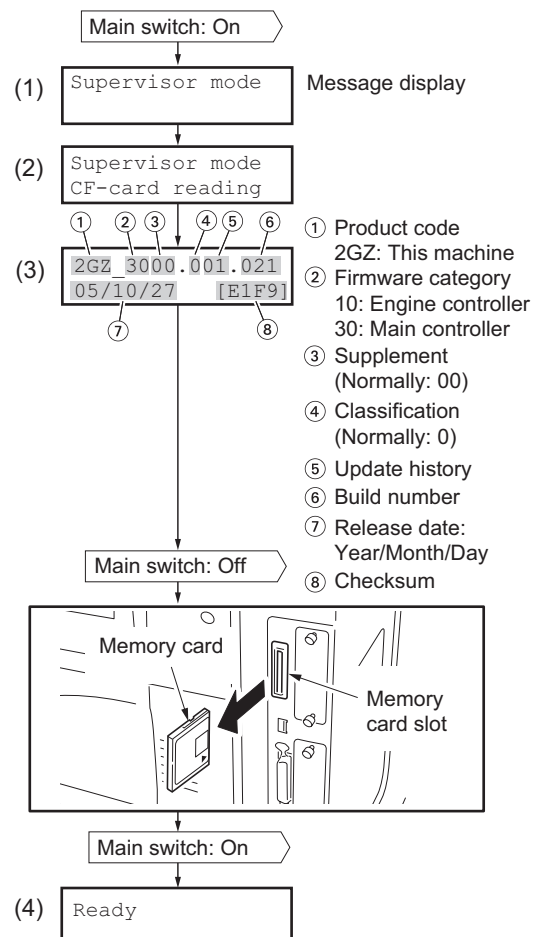 Main switch: On
(1)
Supervisor mode
Message display
(2)
Supervisor mode
CF-card reading
① ② ③ ④ ⑤ ⑥
(3)
2GZ_3000.001.021
05/10/27 [E1F9]
⑦ ⑧
① Product code
2GZ: This machine
② Firmware category
10: Engine controller
30: Main controller
③ Supplement
(Normally: 00)
④ Classification
(Normally: 0)
⑤ Update history
⑥ Build number
⑦ Release date:
Year/Month/Day
⑧ Checksum
Main switch: Off
Memory card
Memory
card slot
Main switch: On
(4)
Ready